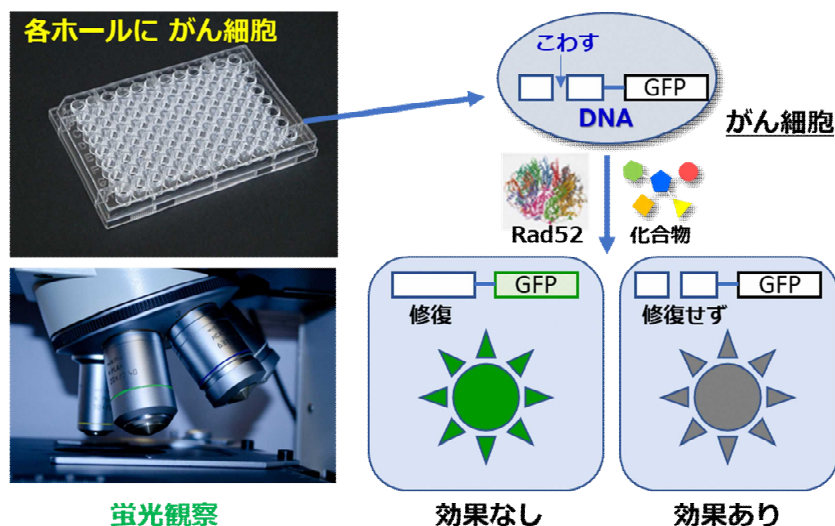 各ホールに がん細胞
こわす
GFP
DNA
がん細胞
Rad52
化合物
GFP
修復
GFP
修復せず
蛍光観察
効果なし
効果あり